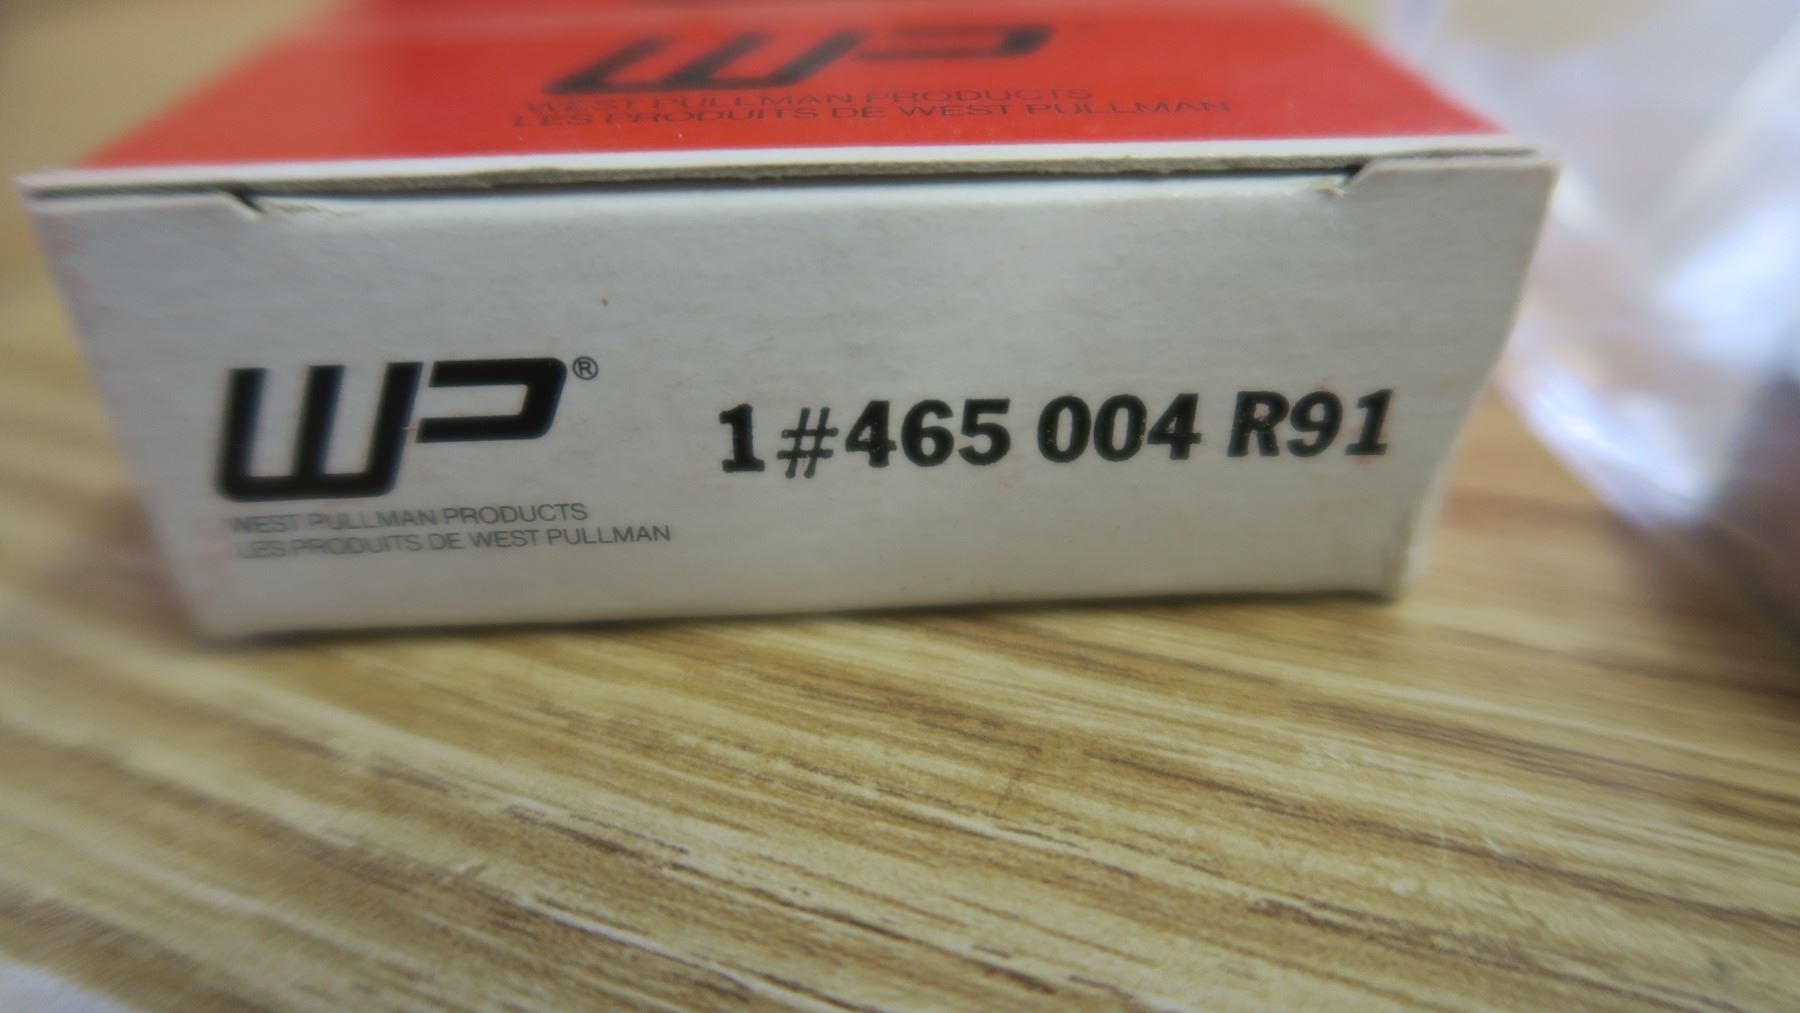 WP
WEST PULLMAN PRODUCTS
LES PRODUITS DE WEST PULLMAN
WP®
1#465 004 R91
WEST PULLMAN PRODUCTS
LES PRODUITS DE WEST PULLMAN